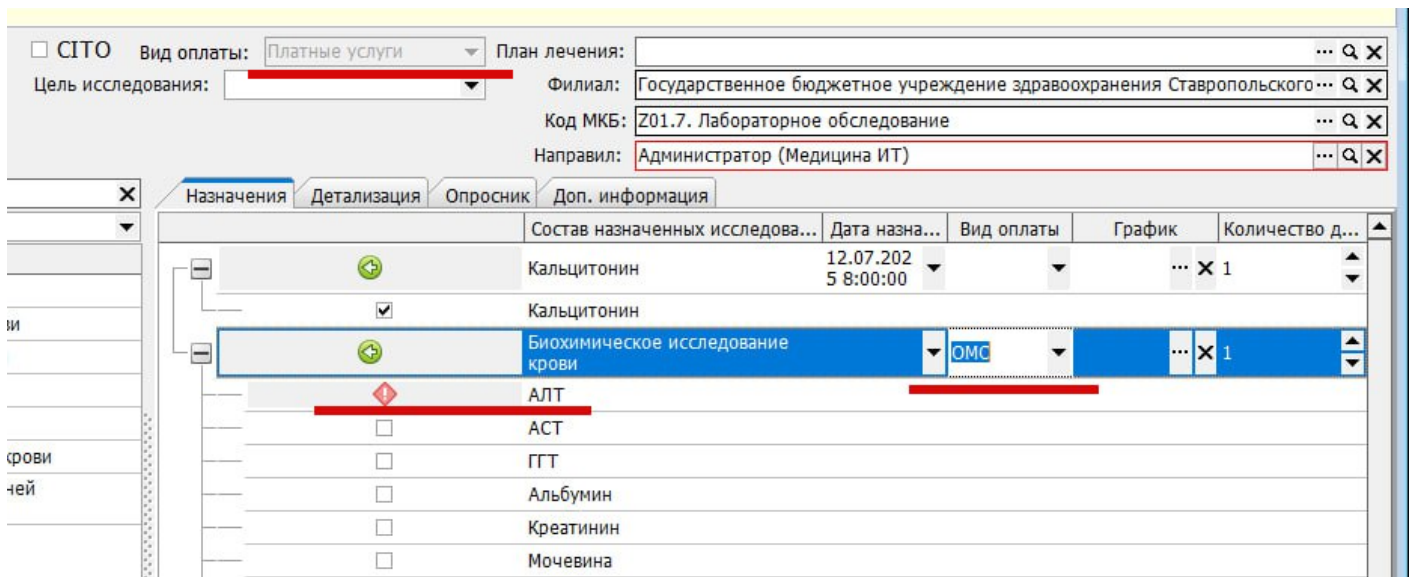 CITO Вид оплаты: Платные услуги План лечения:
Цель исследования: Филиал: Государственное бюджетное учреждение здравоохранения Ставропольского
Код МКБ: Z01.7. Лабораторное обследование
Направил: Администратор (Медицина ИТ)
Назначения Детализация Опросник Доп. информация
Состав назначенных исследова... Дата назна... Вид оплаты График Количество д...
Кальцитонин 12.07.202
5 8:00:00 1
Кальцитонин
Биохимическое исследование
крови ОМС 1
АЛТ
АСТ
крови ГГТ
ней Альбумин
Креатинин
Мочевина